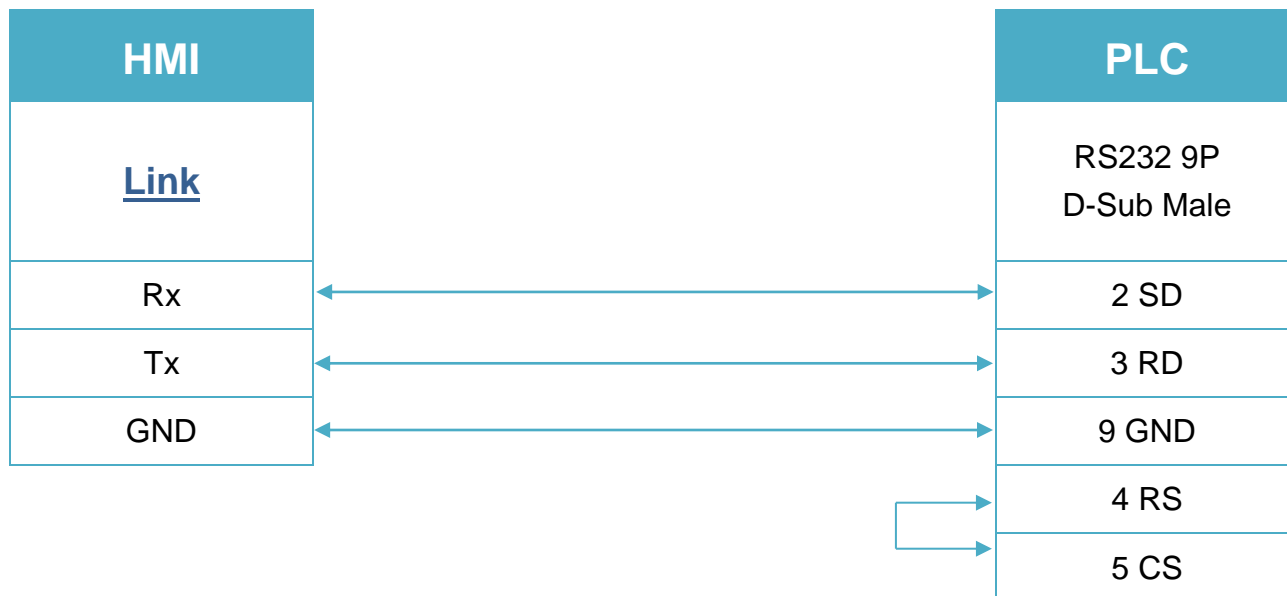 HMI
PLC
Link
RS232 9P
D-Sub Male
Rx
2 SD
Tx
3 RD
GND
9 GND
4 RS
5 CS